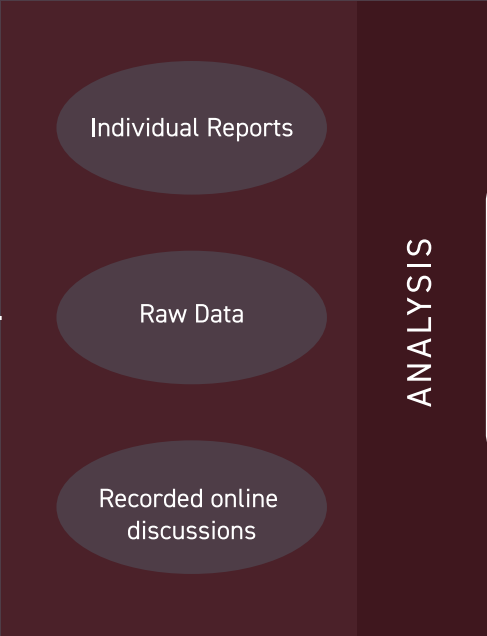 Individual Reports
Raw Data
Recorded online
discussions
ANALYSIS